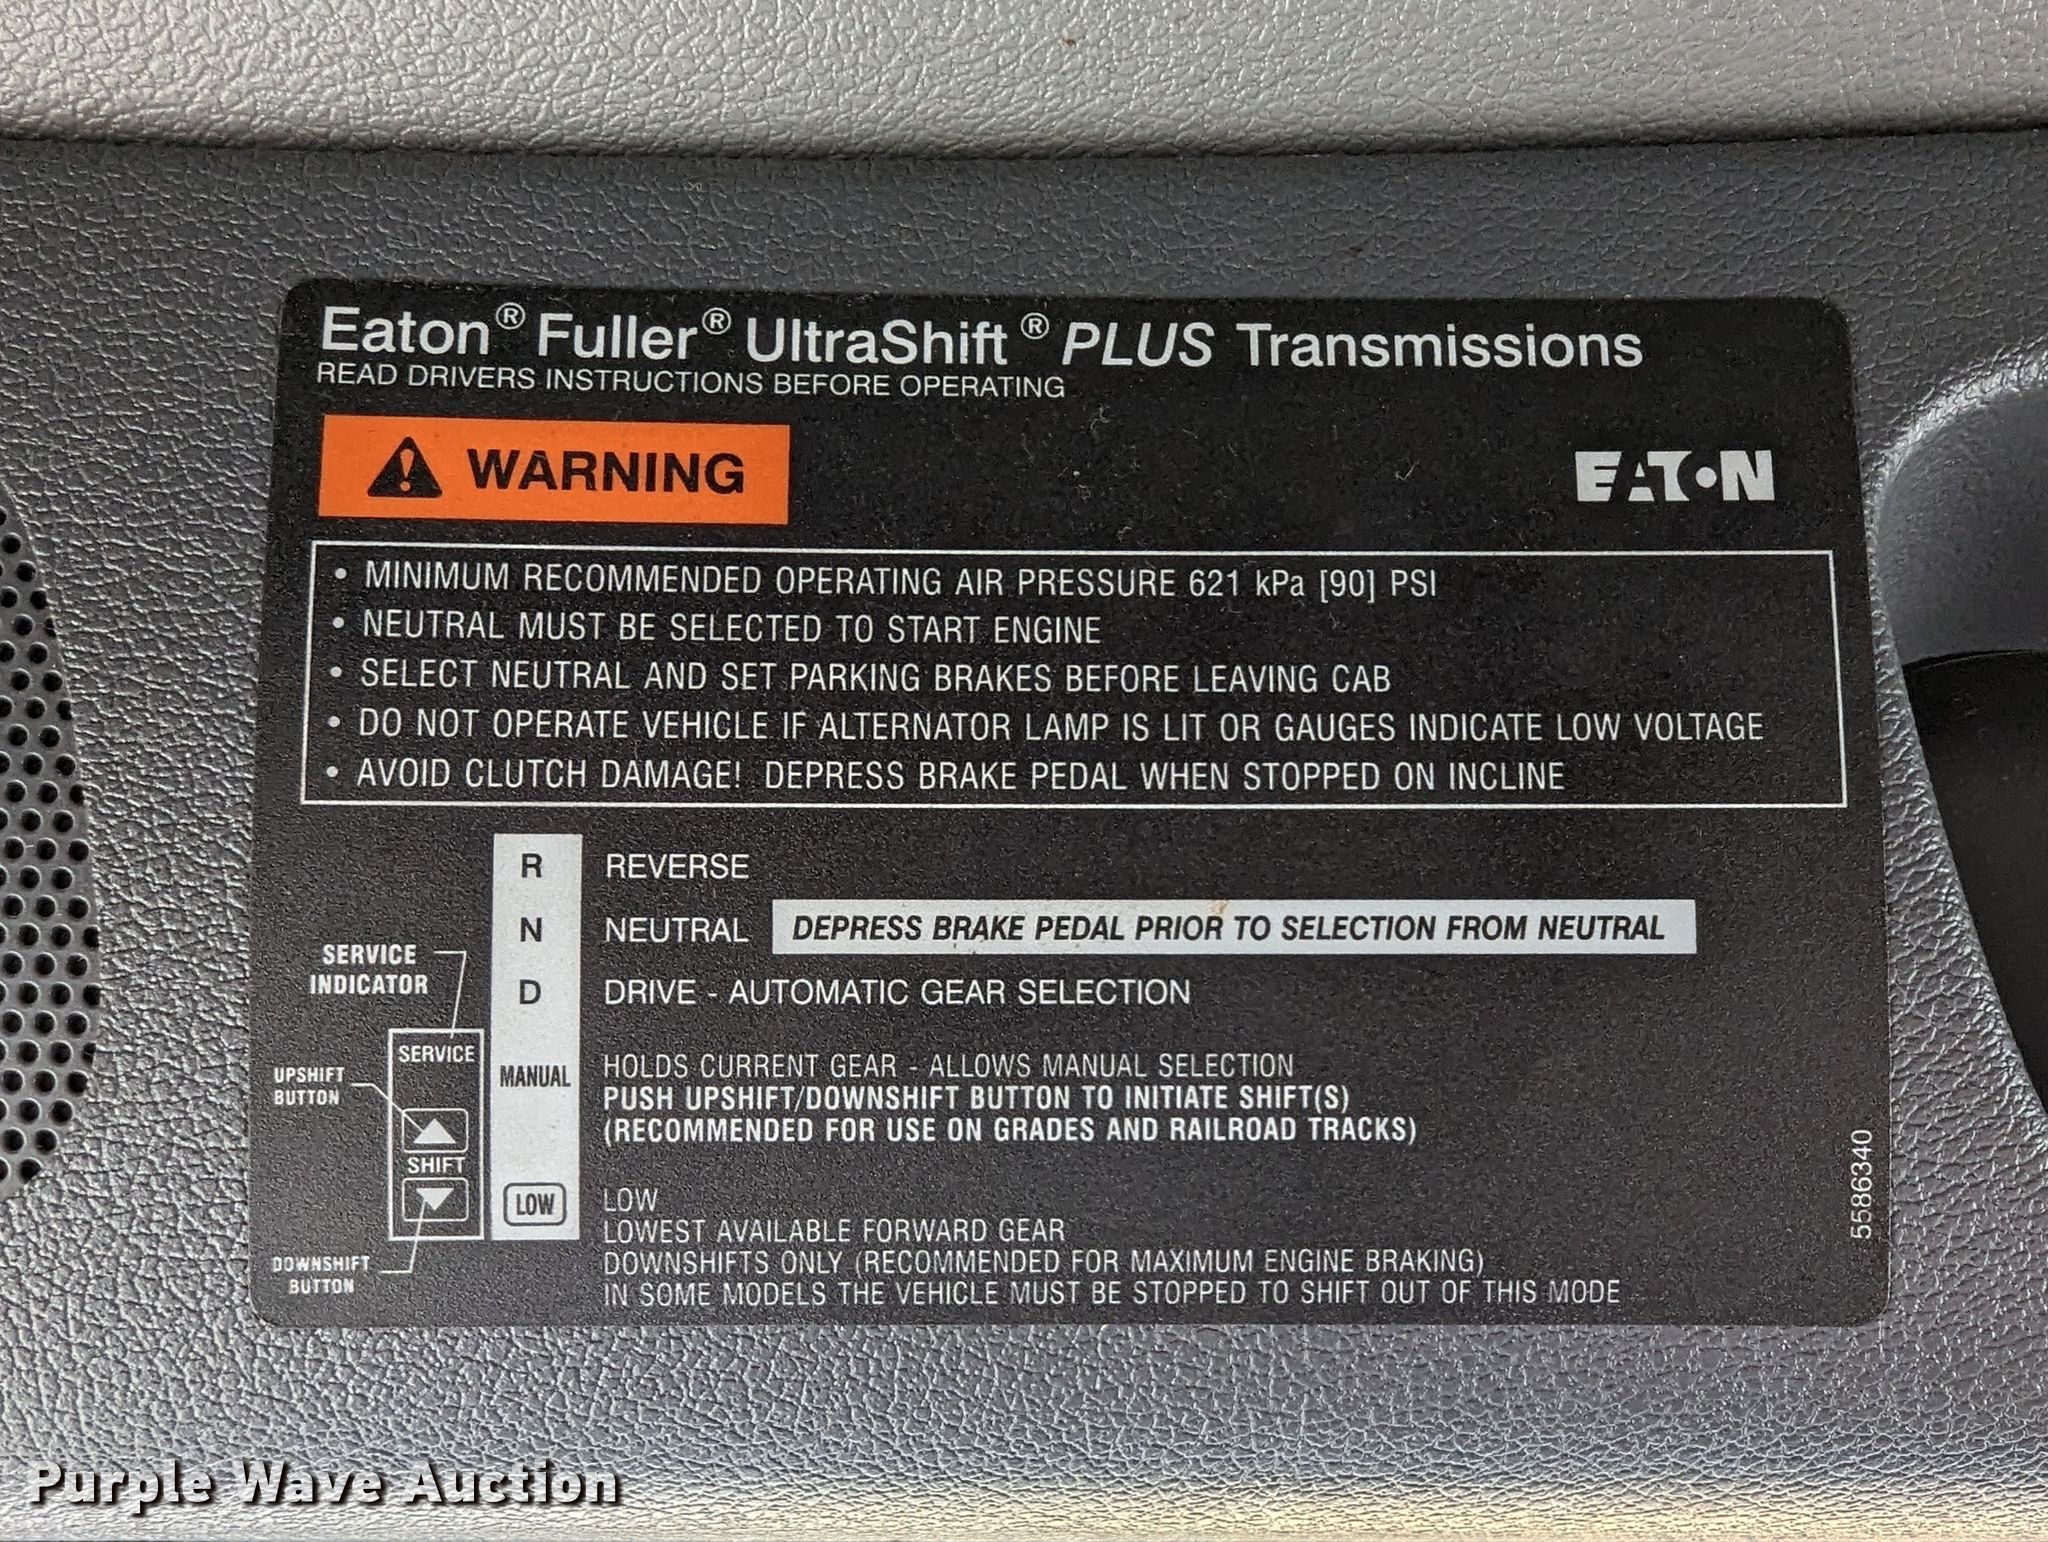 Eaton® Fuller® UltraShift® PLUS Transmissions
READ DRIVERS INSTRUCTIONS BEFORE OPERATING
WARNING
EATON
• MINIMUM RECOMMENDED OPERATING AIR PRESSURE 621 kPa [90] PSI
• NEUTRAL MUST BE SELECTED TO START ENGINE
• SELECT NEUTRAL AND SET PARKING BRAKES BEFORE LEAVING CAB
• DO NOT OPERATE VEHICLE IF ALTERNATOR LAMP IS LIT OR GAUGES INDICATE LOW VOLTAGE
• AVOID CLUTCH DAMAGE! DEPRESS BRAKE PEDAL WHEN STOPPED ON INCLINE
R REVERSE
N NEUTRAL DEPRESS BRAKE PEDAL PRIOR TO SELECTION FROM NEUTRAL
D DRIVE - AUTOMATIC GEAR SELECTION
SERVICE
INDICATOR
SERVICE
UPSHIFT
BUTTON
SHIFT
DOWNSHIFT
BUTTON
MANUAL
HOLDS CURRENT GEAR - ALLOWS MANUAL SELECTION
PUSH UPSHIFT/DOWNSHIFT BUTTON TO INITIATE SHIFT(S)
(RECOMMENDED FOR USE ON GRADES AND RAILROAD TRACKS)
LOW
LOW
LOWEST AVAILABLE FORWARD GEAR
DOWNSHIFTS ONLY (RECOMMENDED FOR MAXIMUM ENGINE BRAKING)
IN SOME MODELS THE VEHICLE MUST BE STOPPED TO SHIFT OUT OF THIS MODE
5586340
Purple Wave Auction